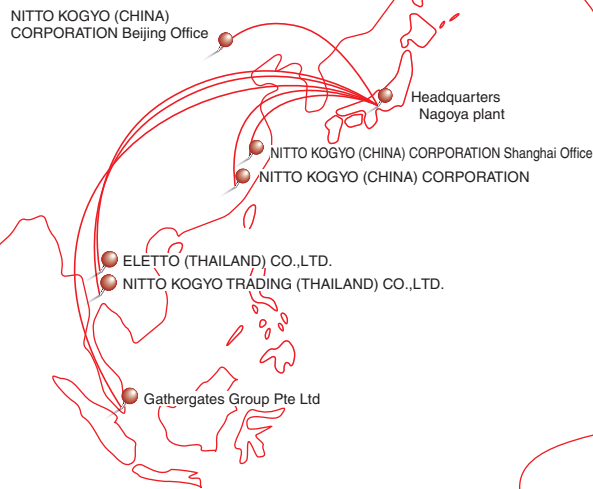 NITTO KOGYO (CHINA)
CORPORATION Beijing Office
Headquarters
Nagoya plant
NITTO KOGYO (CHINA) CORPORATION Shanghai Office
NITTO KOGYO (CHINA) CORPORATION
ELETTO (THAILAND) CO.,LTD.
NITTO KOGYO TRADING (THAILAND) CO.,LTD.
Gathergates Group Pte Ltd